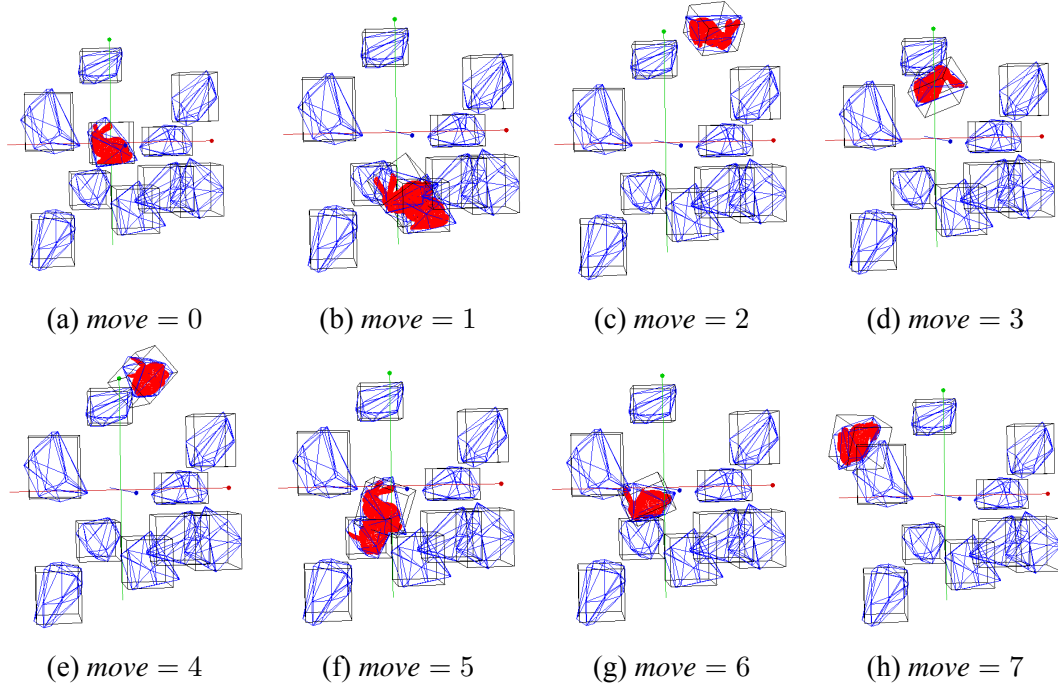 (a) move = 0
(b) move = 1
(c) move = 2
(d) move = 3
(e) move = 4
(f) move = 5
(g) move = 6
(h) move = 7